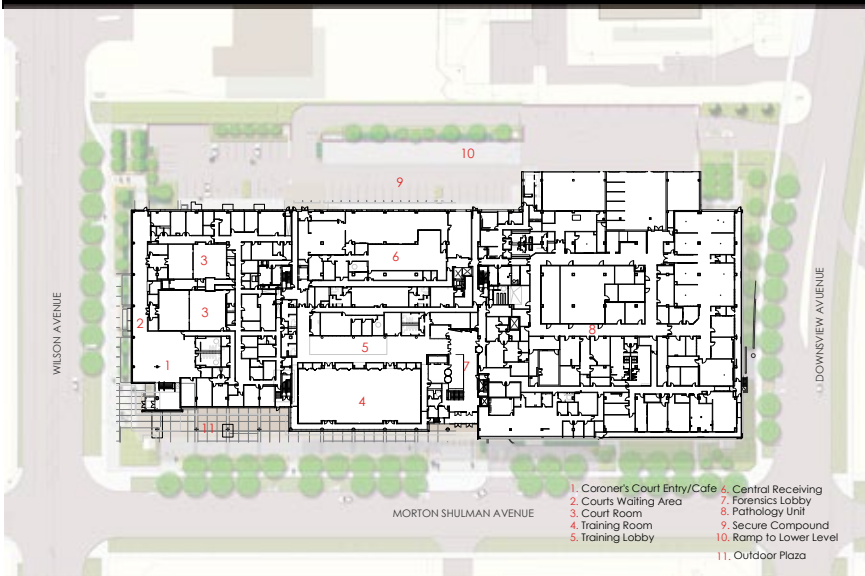 10
9
6
3
3
2
8
5
7
1
4
11
WILSON AVENUE
DOWNSVIEW AVUENUE
MORTON SHULMAN AVENUE
1. Coroner's Court Entry/Cafe
2. Courts Waiting Area
3. Court Room
4. Training Room
5. Training Lobby
6. Central Receiving
7. Forensics Lobby
8. Pathology Unit
9. Secure Compound
10. Ramp to Lower Level
11. Outdoor Plaza